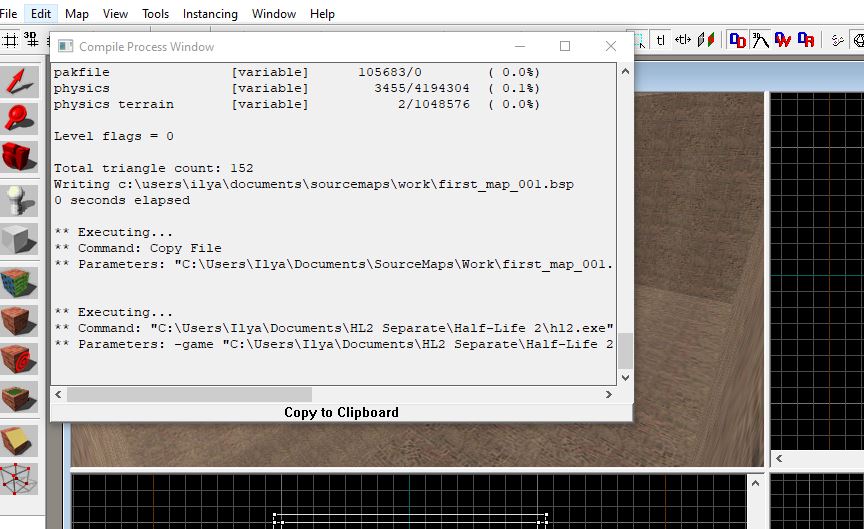 File Edit Map View Tools Instancing Window Help
3D
Compile Process Window
pakfile [variable] 105683/0 ( 0.0%)
physics [variable] 3455/4194304 ( 0.1%)
physics terrain [variable] 2/1048576 ( 0.0%)
Level flags = 0
Total triangle count: 152
Writing c:\users\ilya\documents\sourcemaps\work\first_map_001.bsp
0 seconds elapsed
** Executing...
** Command: Copy File
** Parameters: "C:\Users\Ilya\Documents\SourceMaps\Work\first_map_001.
** Executing...
** Command: "C:\Users\Ilya\Documents\HL2 Separate\Half-Life 2\hl2.exe"
** Parameters: -game "C:\Users\Ilya\Documents\HL2 Separate\Half-Life 2
Copy to Clipboard